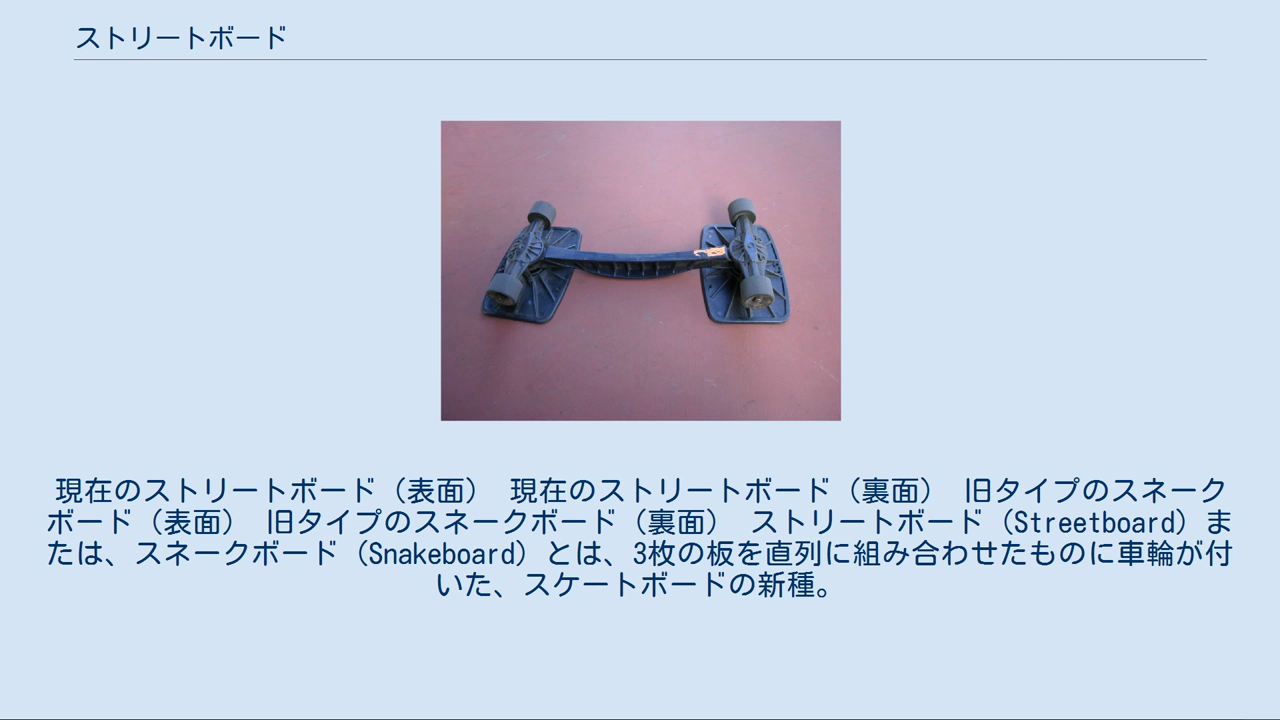 ストリートボード
現在のストリートボード（表面） 現在のストリートボード（裏面） 旧タイプのスネーク
ボード（表面） 旧タイプのスネークボード（裏面） ストリートボード（Streetboard）ま
たは、スネークボード（Snakeboard）とは、3枚の板を直列に組み合わせたものに車輪が付
いた、スケートボードの新種。